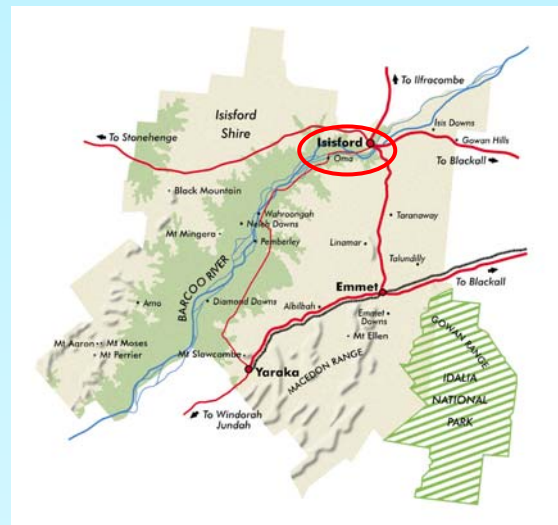 To Ilfracombe
Isisford
Shire
To Stonehenge
Isis Downs
Gowan Hills
Isisford
Oma
To Blackall
Black Mountain
Wahroongah
Neleh Downs
Taranaway
Mt Mingera
Pemberley
Linamar
Talundilly
BARCOO RIVER
Emmet
To Blackall
Arno
Diamond Downs
Albilbah
Emmet
Downs
GOWAN RANGE
Mt Aaron
Mt Moses
Mt Ellen
Mt Perrier
Mt Slowcombe
MACEDON RANGE
IDALIA
NATIONAL
PARK
Yaraka
To Windorah
Jundah